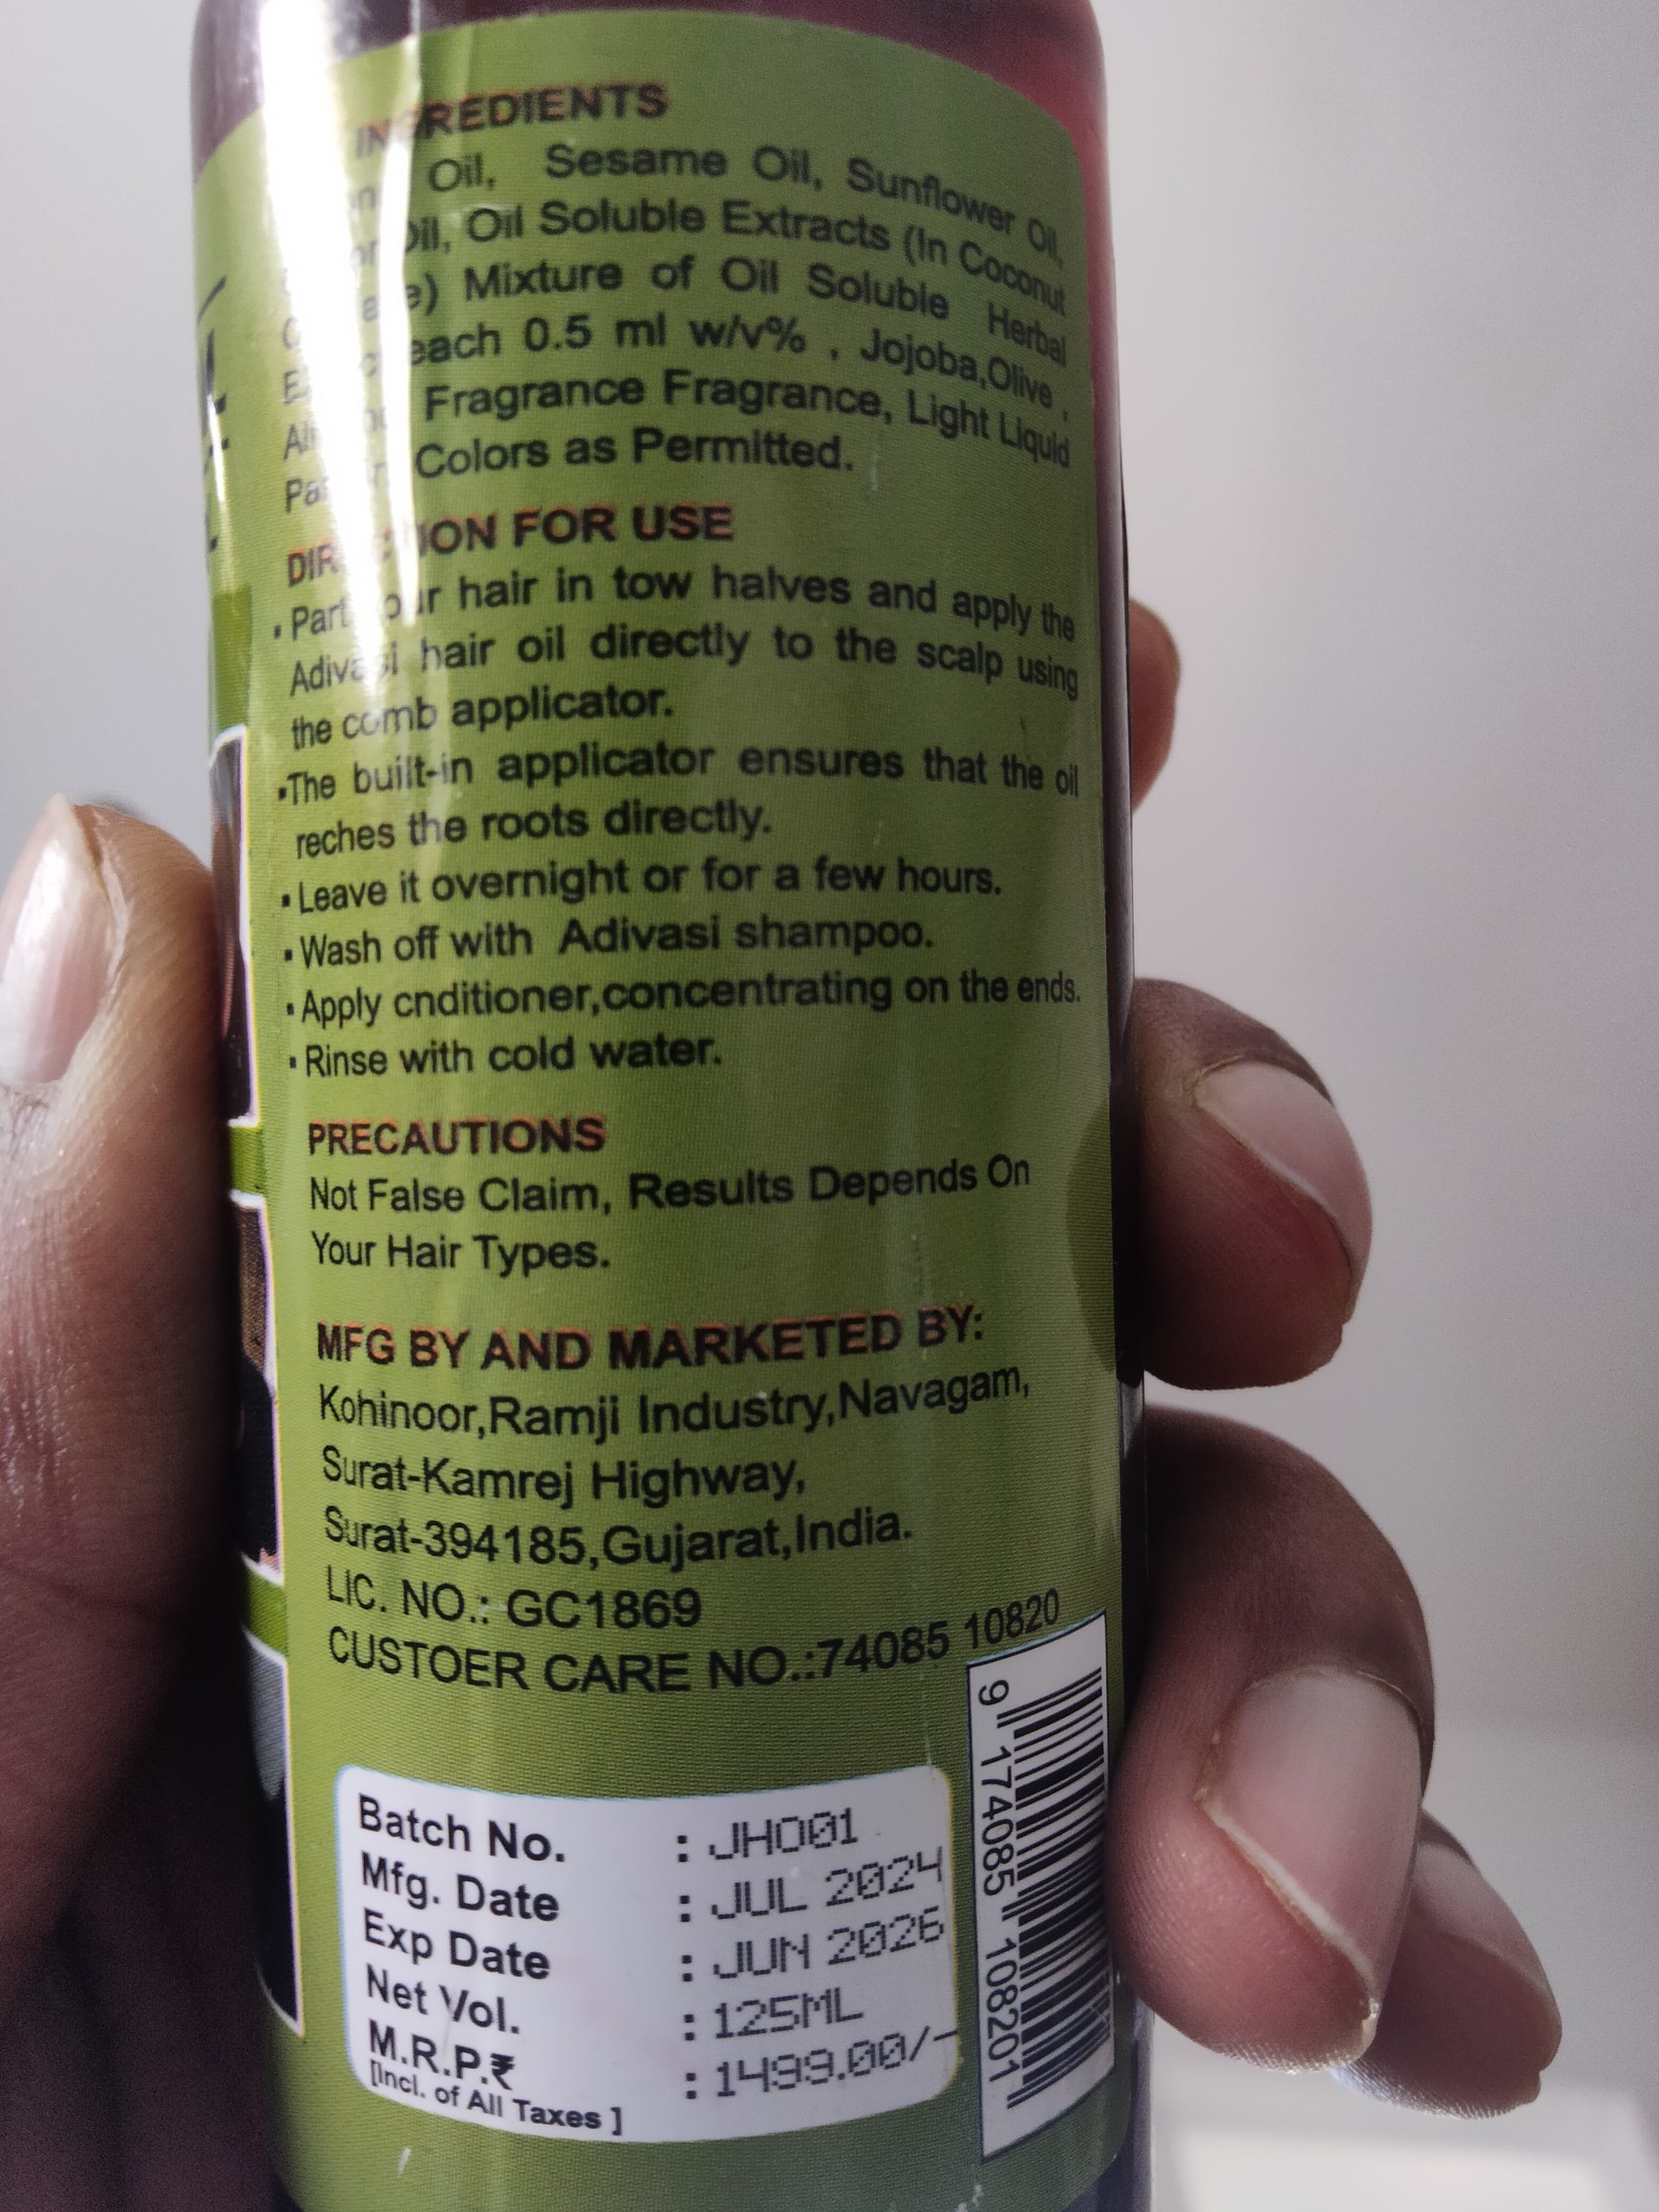 INGREDIENTS
Oil, Sesame Oil, Sunflower Oil,
Oil, Oil Soluble Extracts (In Coconut
Mixture of Oil Soluble Herbal
each 0.5 ml w/v% , Jojoba,Olive ,
Fragrance Fragrance, Light Liquid
Colors as Permitted.
DIRECTION FOR USE
▪ Part your hair in tow halves and apply the
Adivasi hair oil directly to the scalp using
the comb applicator.
▪The built-in applicator ensures that the oil
reches the roots directly.
▪ Leave it overnight or for a few hours.
▪ Wash off with Adivasi shampoo.
▪ Apply cnditioner,concentrating on the ends.
▪ Rinse with cold water.
PRECAUTIONS
Not False Claim, Results Depends On
Your Hair Types.
MFG BY AND MARKETED BY:
Kohinoor,Ramji Industry,Navagam,
Surat-Kamrej Highway,
Surat-394185,Gujarat,India.
LIC. NO.: GC1869
CUSTOER CARE NO.:74085 10820
Batch No. : JHO01
Mfg. Date : JUL 2024
Exp Date : JUN 2026
Net Vol. : 125ML
M.R.P.₹ : 1499.00/-
[Incl. of All Taxes ]
9 174085 108201